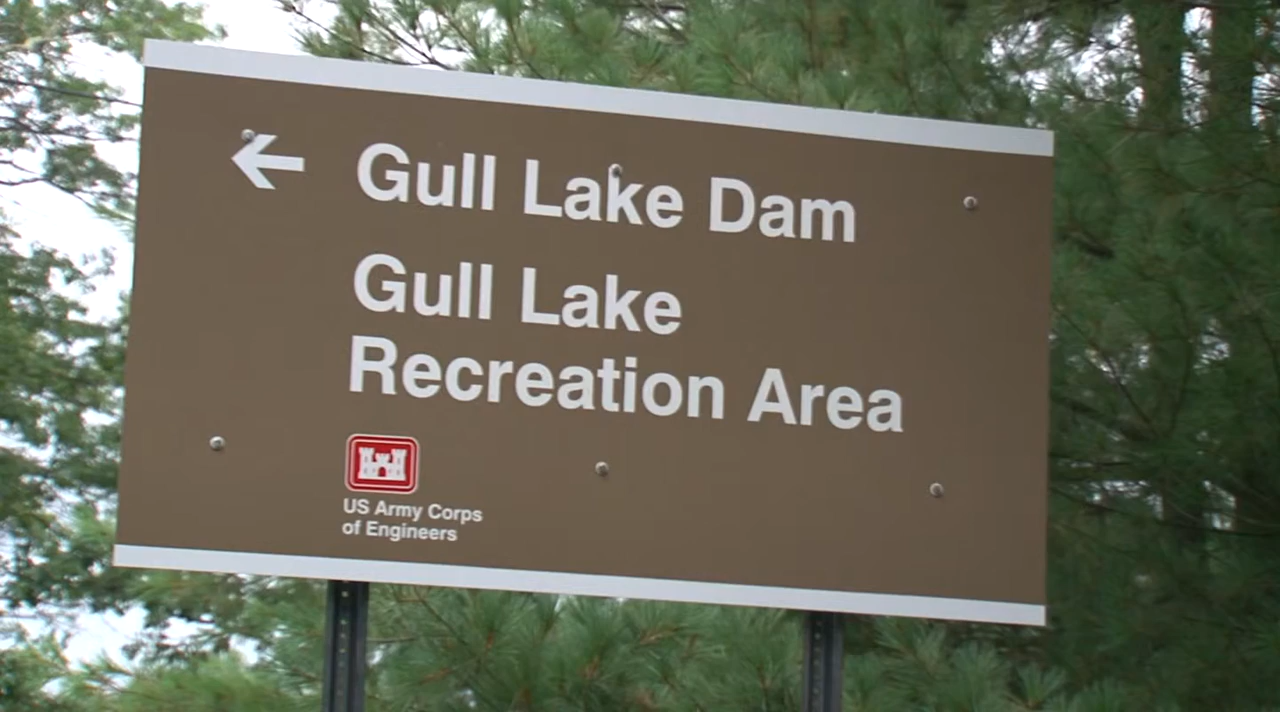 Gull Lake Dam
Gull Lake
Recreation Area
US Army Corps
of Engineers